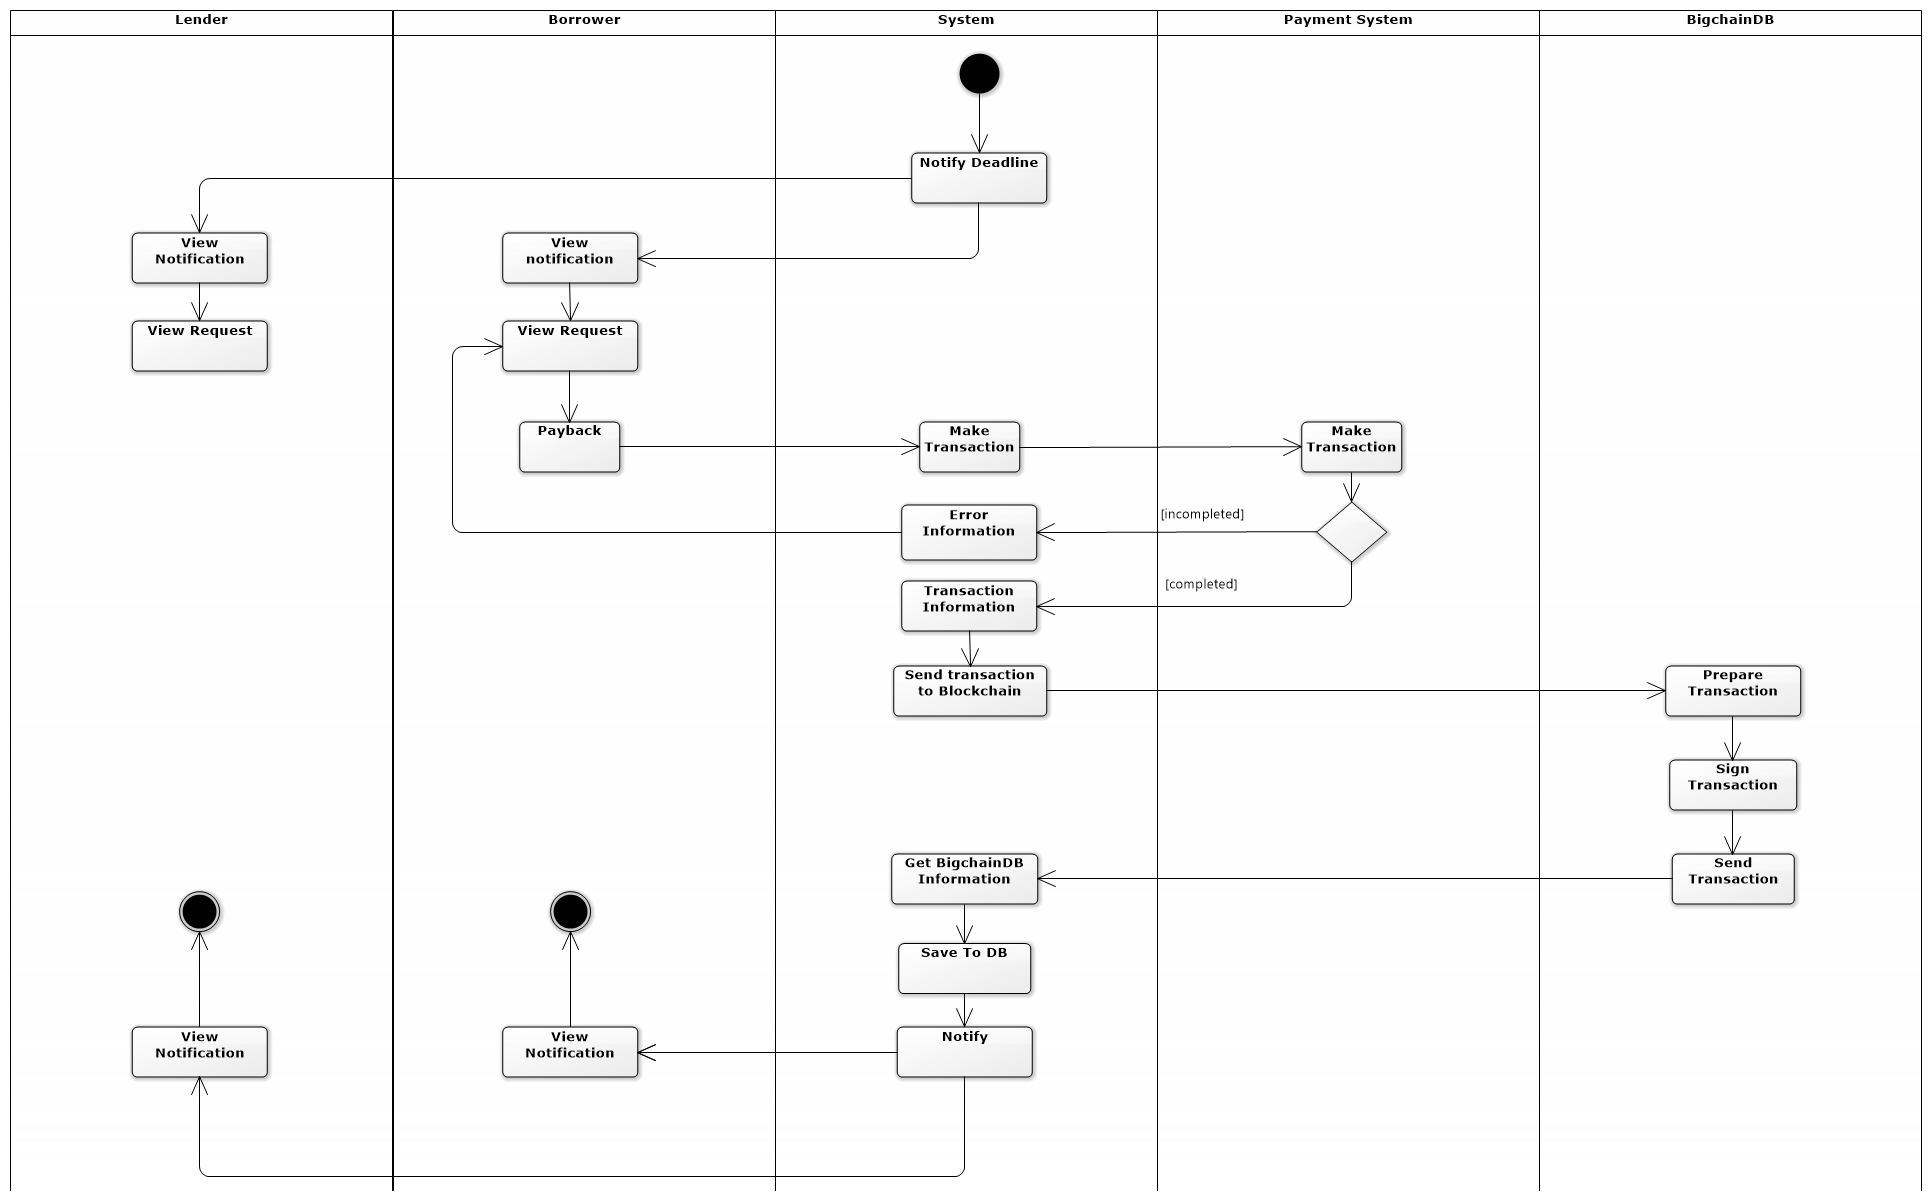 Lender
Borrower
System
Payment System
BigchainDB
Notify Deadline
View
Notification
View
notification
View Request
View Request
Payback
Make
Transaction
Make
Transaction
[incompleted]
Error
Information
[completed]
Transaction
Information
Send transaction
to Blockchain
Prepare
Transaction
Sign
Transaction
Get BigchainDB
Information
Send
Transaction
Save To DB
View
Notification
View
Notification
Notify